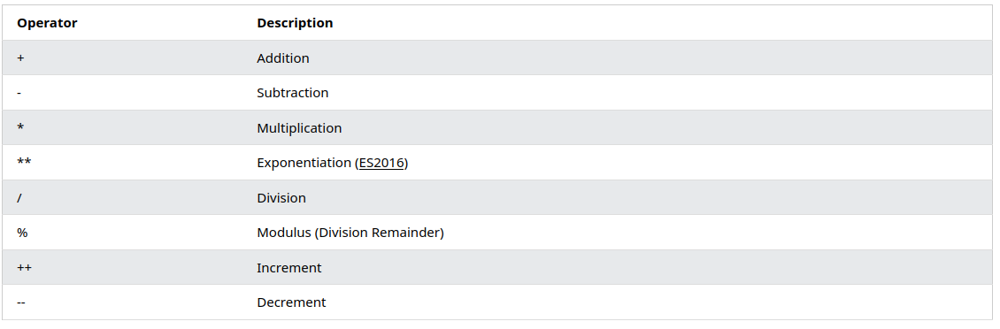 Operator Description
+ Addition
- Subtraction
* Multiplication
** Exponentiation (ES2016)
/ Division
% Modulus (Division Remainder)
++ Increment
-- Decrement